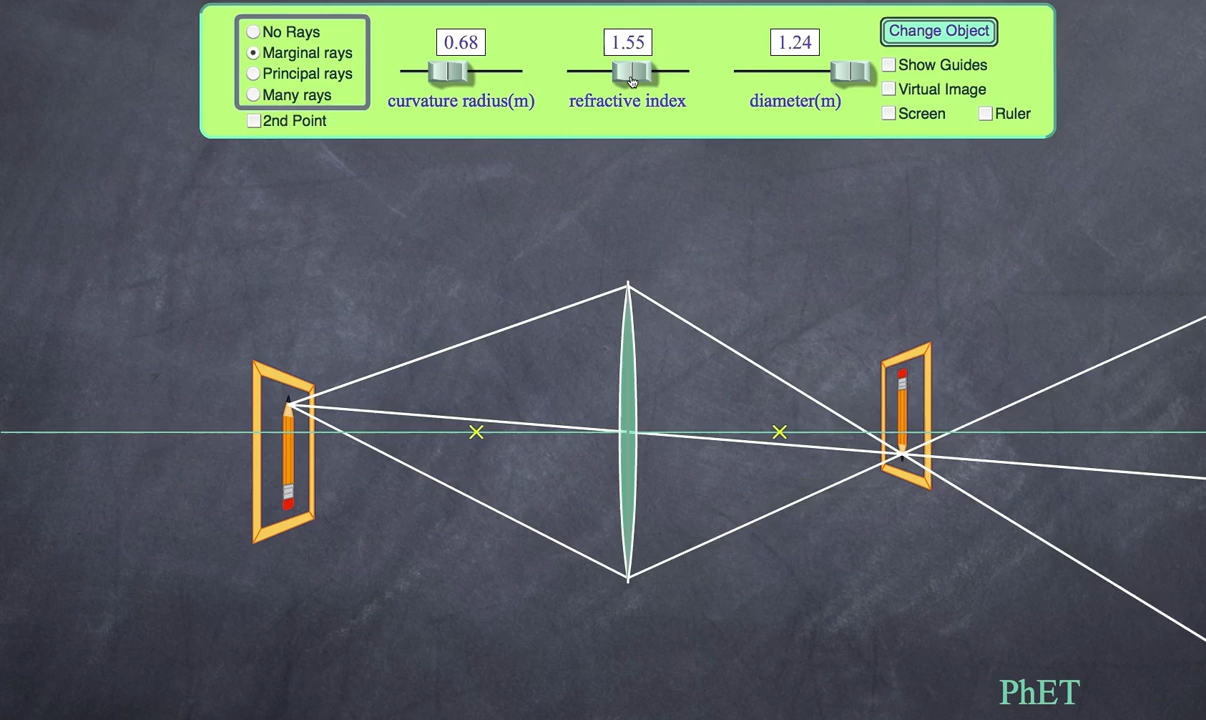 No Rays
Marginal rays
Principal rays
Many rays
2nd Point
0.68
curvature radius(m)
1.55
refractive index
1.24
diameter(m)
Change Object
Show Guides
Virtual Image
Screen
Ruler
PhET